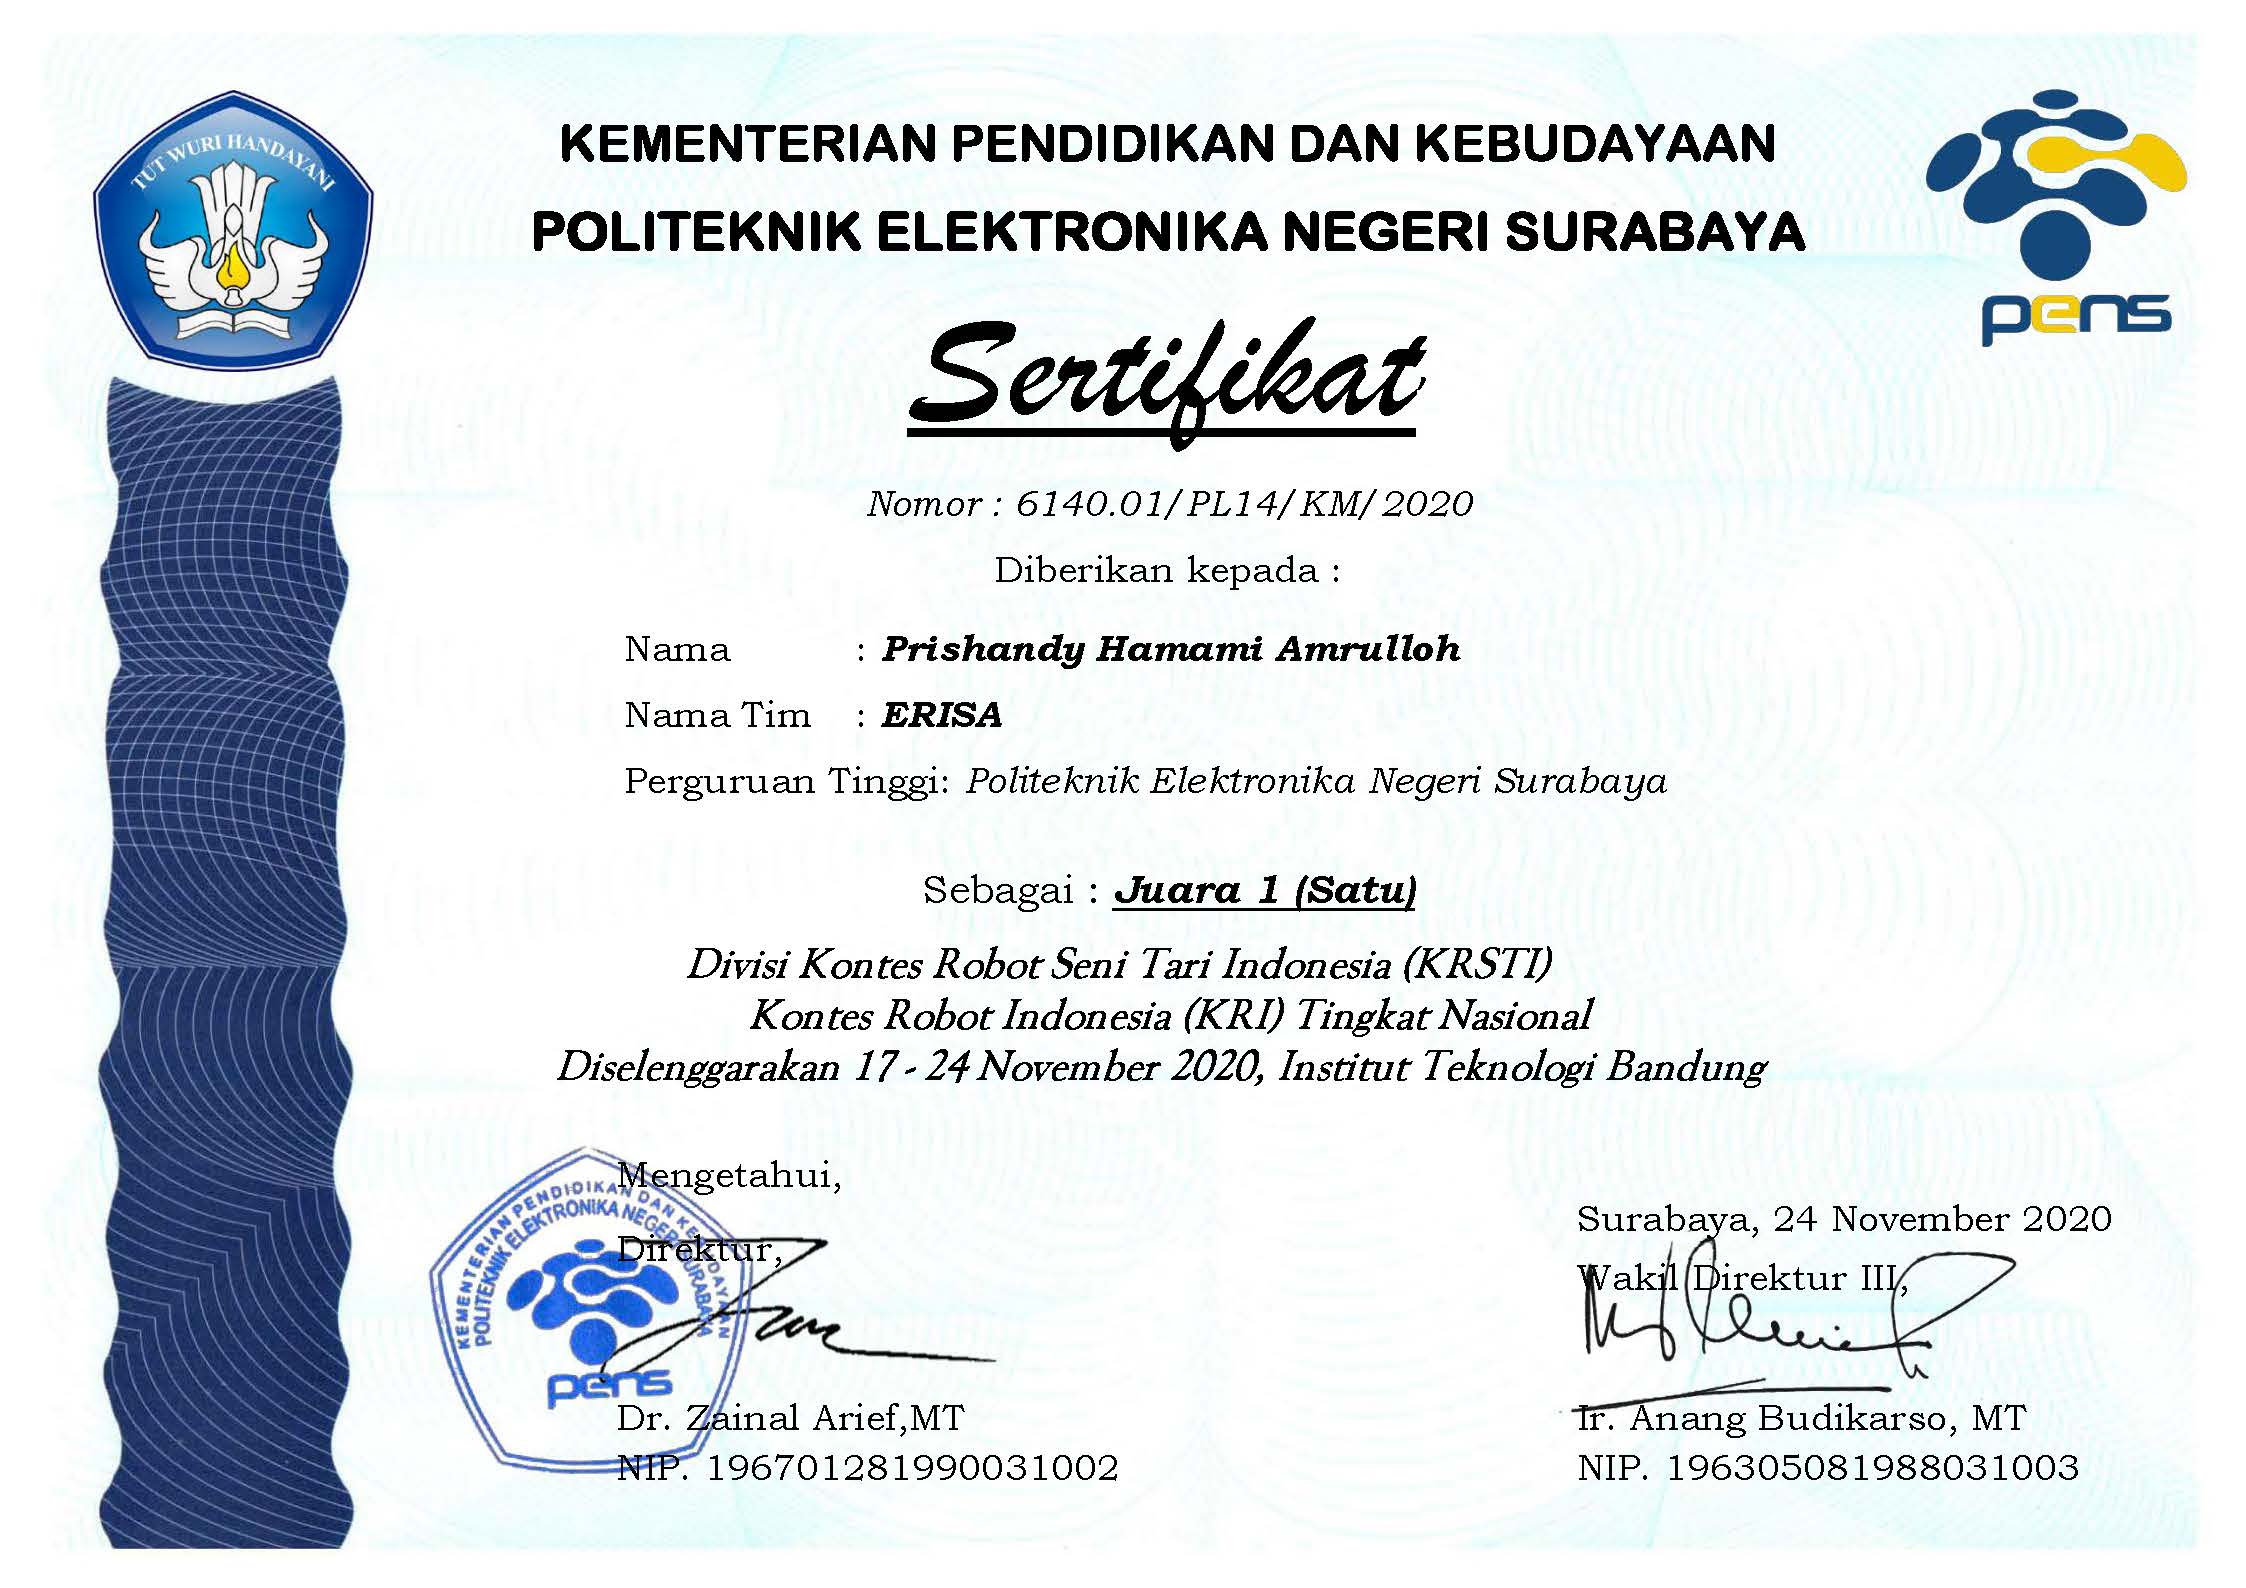 TUT WURI HANDAYANI
KEMENTERIAN PENDIDIKAN DAN KEBUDAYAAN
POLITEKNIK ELEKTRONIKA NEGERI SURABAYA
pens
Sertifikat
Nomor : 6140.01/PL14/KM/2020
Diberikan kepada :
Nama : Prishandy Hamami Amrulloh
Nama Tim : ERISA
Perguruan Tinggi: Politeknik Elektronika Negeri Surabaya
Sebagai : Juara 1 (Satu)
Divisi Kontes Robot Seni Tari Indonesia (KRSTI)
Kontes Robot Indonesia (KRI) Tingkat Nasional
Diselenggarakan 17 - 24 November 2020, Institut Teknologi Bandung
Mengetahui,
Direktur,
KEMENTERIAN PENDIDIKAN DAN KEBUDAYAAN
POLITEKNIK ELEKTRONIKA NEGERI SURABAYA
pens
Dr. Zainal Arief,MT
NIP. 196701281990031002
Surabaya, 24 November 2020
Wakil Direktur III,
Ir. Anang Budikarso, MT
NIP. 196305081988031003